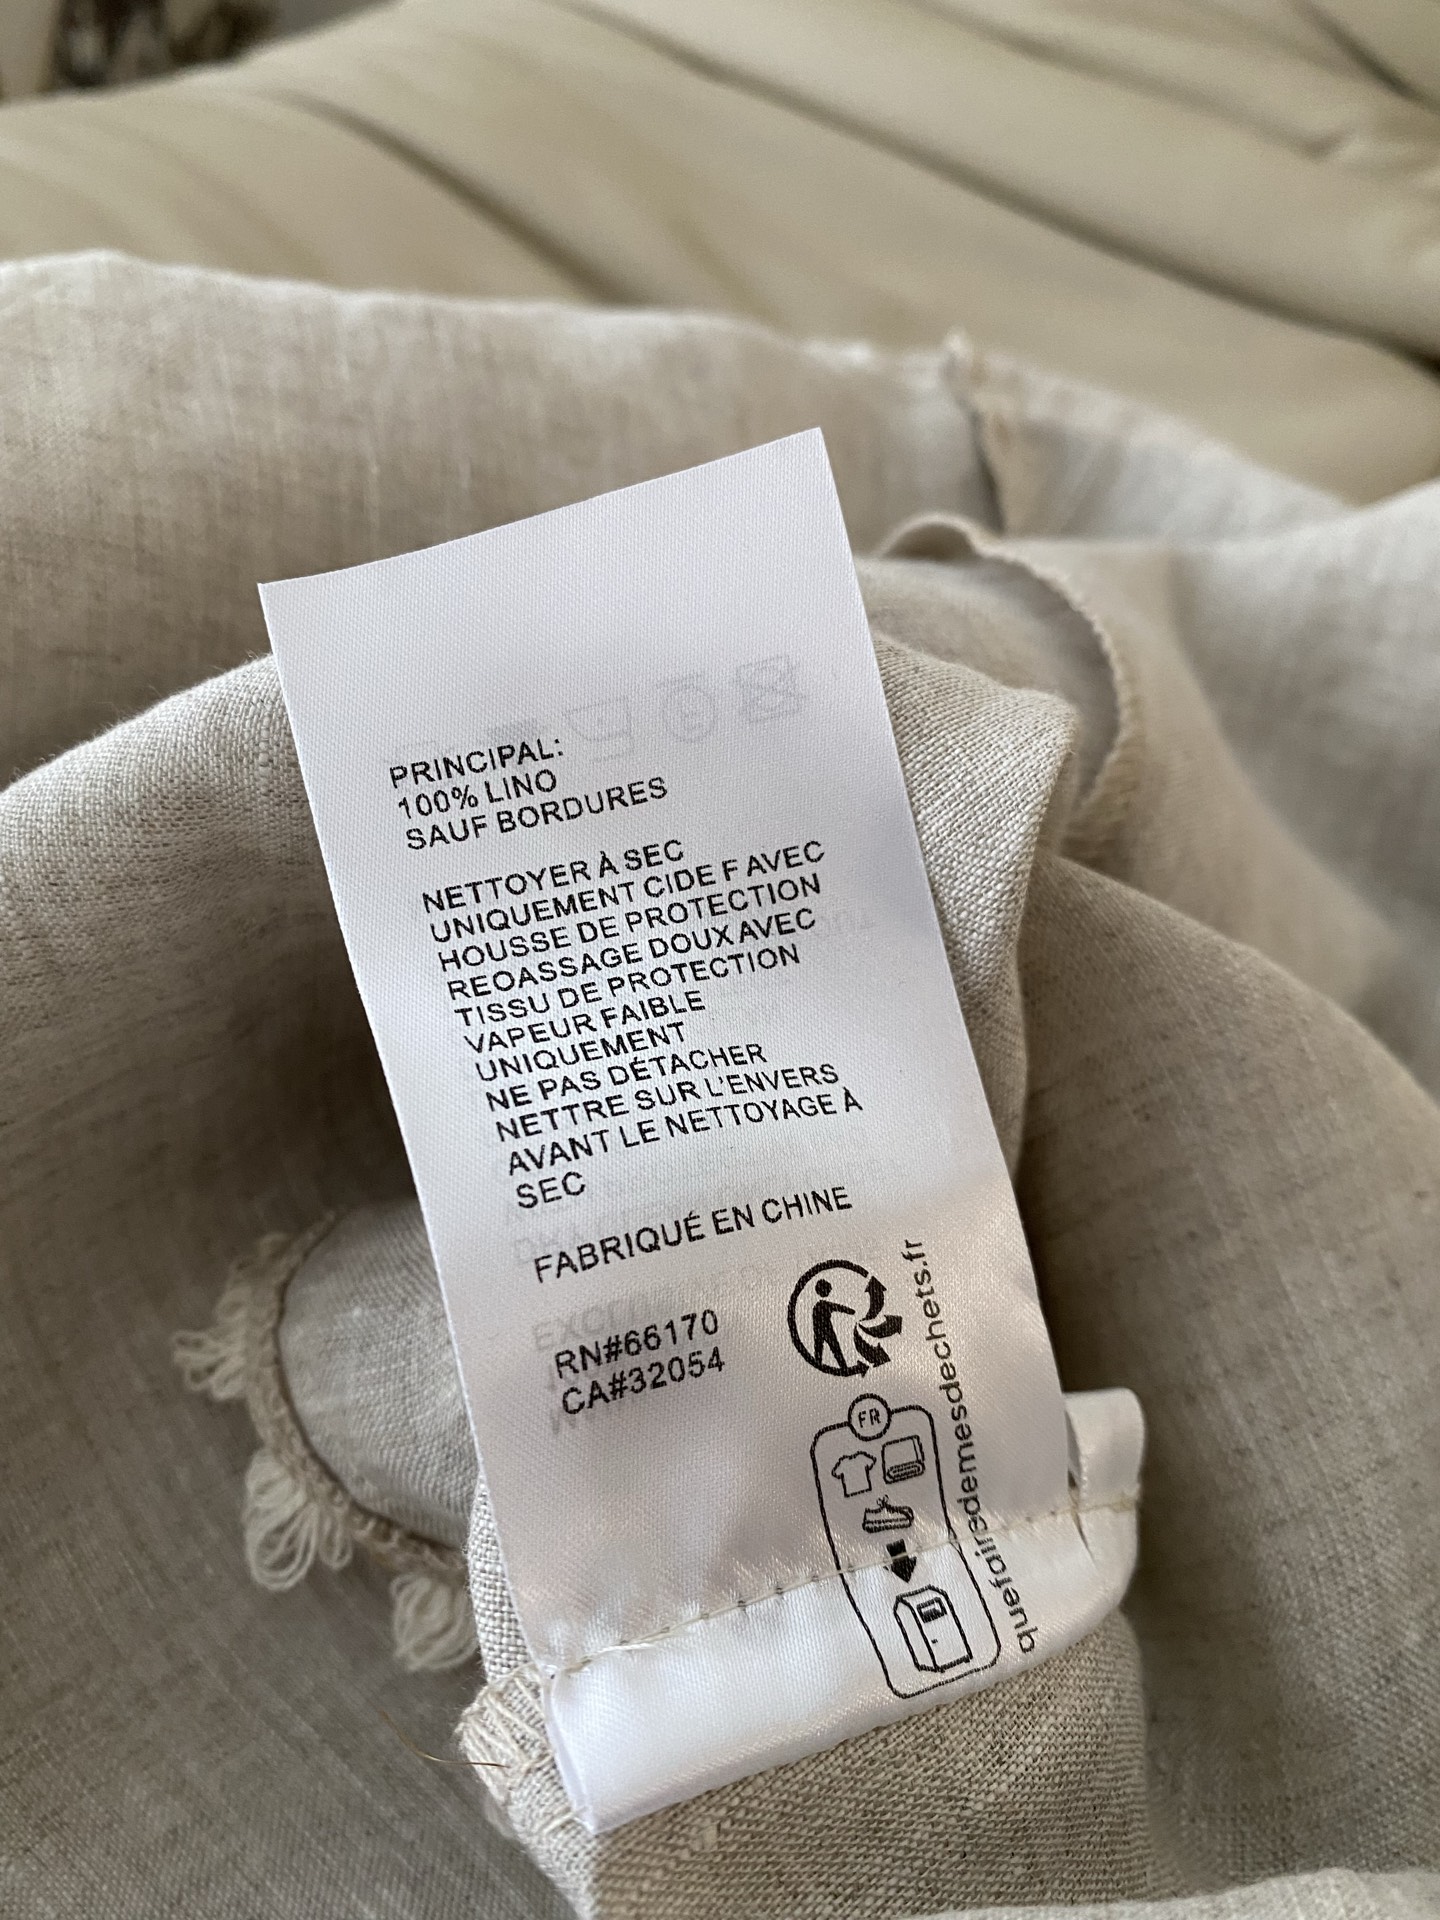 PRINCIPAL:
100% LINO
SAUF BORDURES
NETTOYER À SEC
UNIQUEMENT CIDE F AVEC
HOUSSE DE PROTECTION
REOASSAGE DOUX AVEC
TISSU DE PROTECTION
VAPEUR FAIBLE
UNIQUEMENT
NE PAS DÉTACHER
NETTRE SUR L'ENVERS
AVANT LE NETTOYAGE À
SEC
FABRIQUÉ EN CHINE
RN#66170
CA#32054
FR
quefairedemesdechets.fr